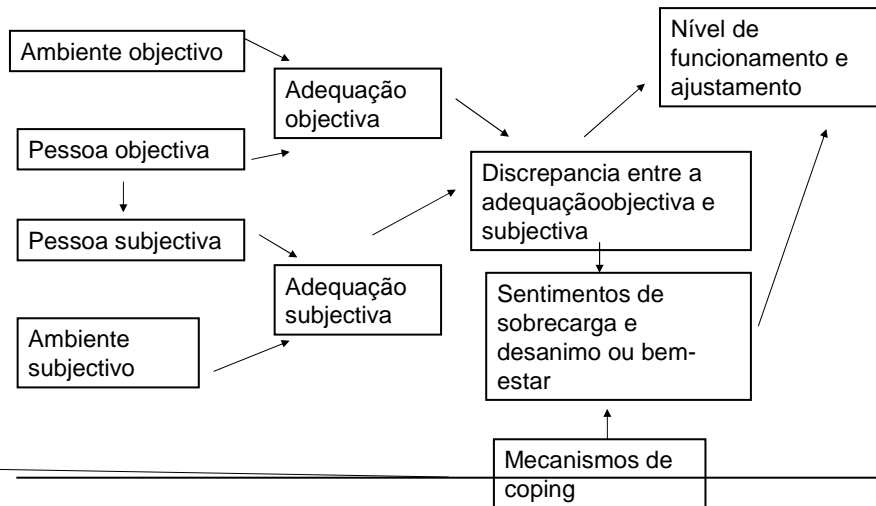 Ambiente objectivo
Pessoa objectiva
Pessoa subjectiva
Ambiente
subjectivo
Adequação
objectiva
Adequação
subjectiva
Discrepancia entre a
adequaçãoobjectiva e
subjectiva
Sentimentos de
sobrecarga e
desanimo ou bem-
estar
Mecanismos de
coping
Nível de
funcionamento e
ajustamento